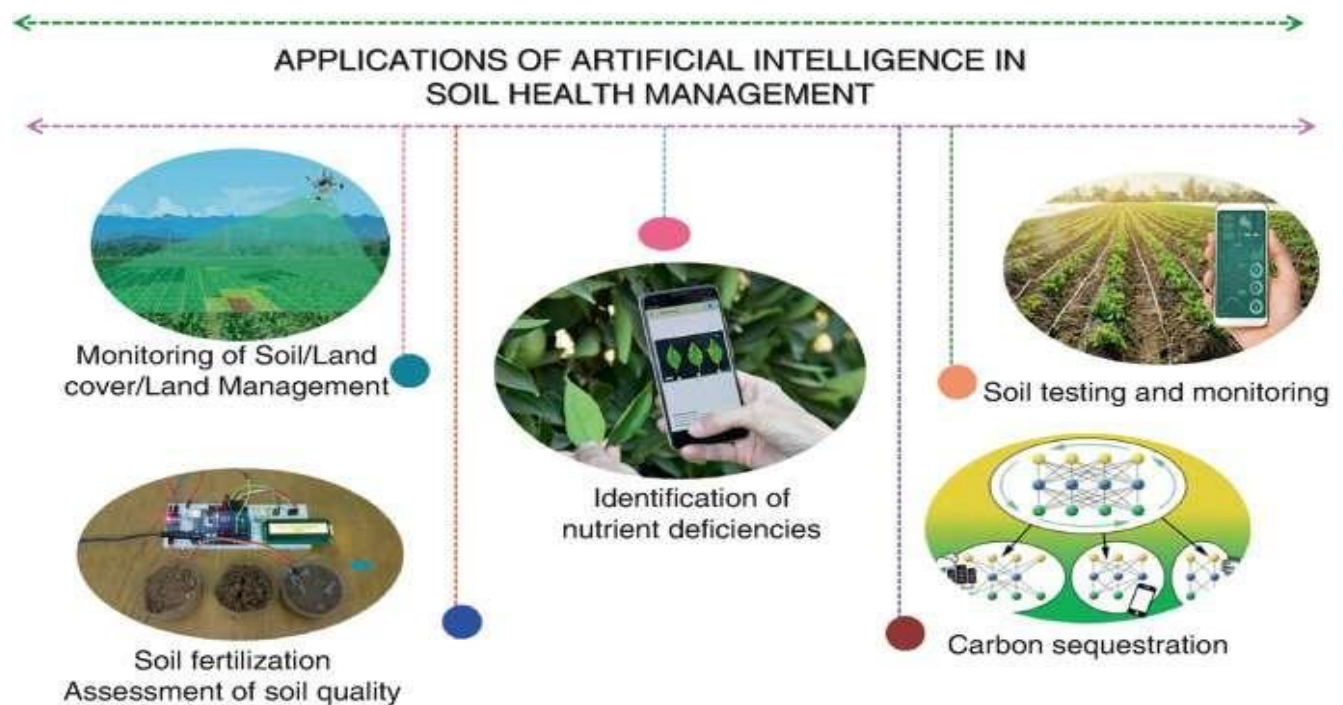 APPLICATIONS OF ARTIFICIAL INTELLIGENCE IN
SOIL HEALTH MANAGEMENT
Monitoring of Soil/Land
cover/Land Management
Soil fertilization
Assessment of soil quality
Identification of
nutrient deficiencies
Soil testing and monitoring
Carbon sequestration